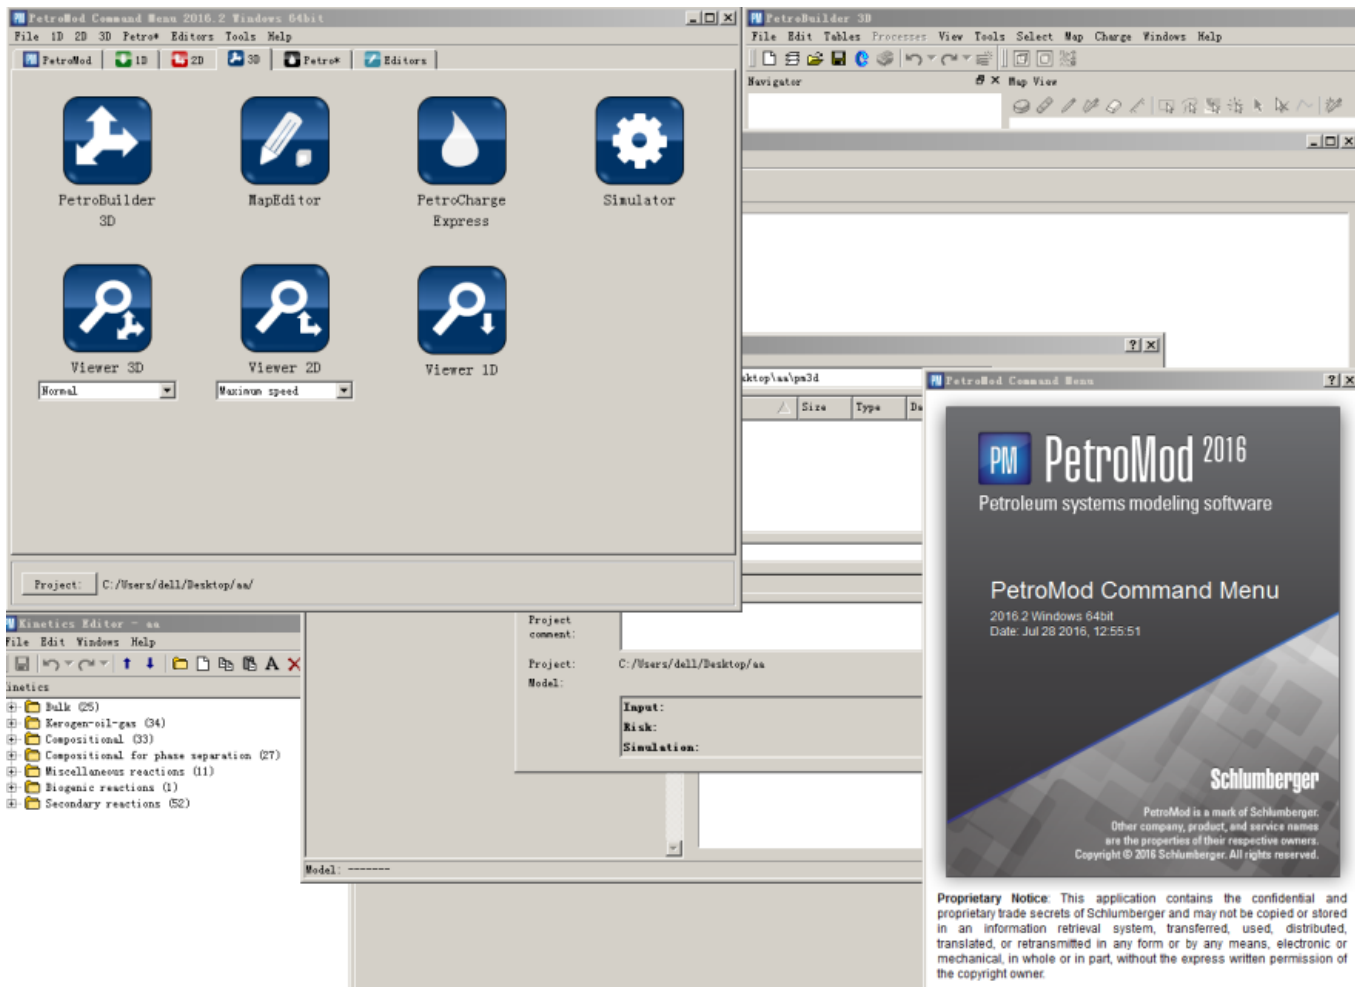 PetroMod Command Menu 2016.2 Windows 64bit
File 1D 2D 3D Petro* Editors Tools Help
PetroMod 1D 2D 3D Petro* Editors
PetroBuilder
3D
MapEditor
PetroCharge
Express
Simulator
Viewer 3D
Viewer 2D
Viewer 1D
Normal
Maximum speed
Project: C:/Users/dell/Desktop/aa/
PetroBuilder 3D
File Edit Tables Processes View Tools Select Map Charge Windows Help
Navigator
Map View
ktop\aa\pm3d
Size Type Da
Kinetics Editor - aa
File Edit Windows Help
inetics
Bulk (25)
Kerogen-oil-gas (34)
Compositional (33)
Compositional for phase separation (27)
Miscellaneous reactions (11)
Biogenic reactions (1)
Secondary reactions (52)
Project
comment:
Project: C:/Users/dell/Desktop/aa
Model:
Input:
Risk:
Simulation:
Model: -------
PetroMod Command Menu
PM PetroMod 2016
Petroleum systems modeling software
PetroMod Command Menu
2016.2 Windows 64bit
Date: Jul 28 2016, 12:55:51
Schlumberger
PetroMod is a mark of Schlumberger.
Other company, product, and service names
are the properties of their respective owners.
Copyright © 2016 Schlumberger. All rights reserved.
Proprietary Notice: This application contains the confidential and
proprietary trade secrets of Schlumberger and may not be copied or stored
in an information retrieval system, transferred, used, distributed,
translated, or retransmitted in any form or by any means, electronic or
mechanical, in whole or in part, without the express written permission of
the copyright owner.